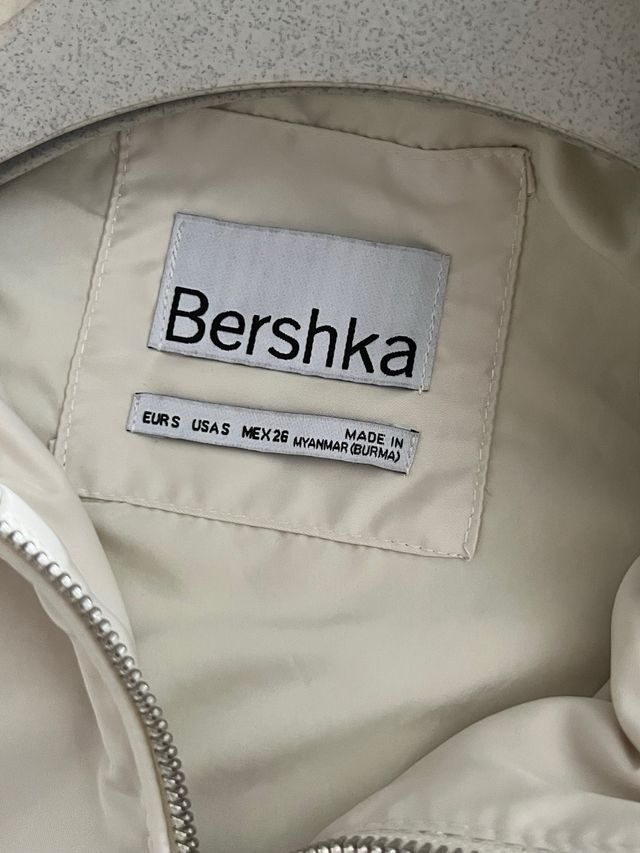 Bershka
EUR S USA S MEX 26 MADE IN
MYANMAR (BURMA)